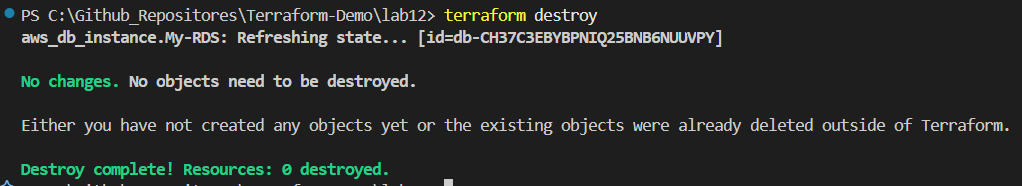 PS C:\Github_Repositores\Terraform-Demo\lab12> terraform destroy
aws_db_instance.My-RDS: Refreshing state... [id=db-CH37C3EBYBPNIQ25BNB6NUUVPY]
No changes. No objects need to be destroyed.
Either you have not created any objects yet or the existing objects were already deleted outside of Terraform.
Destroy complete! Resources: 0 destroyed.